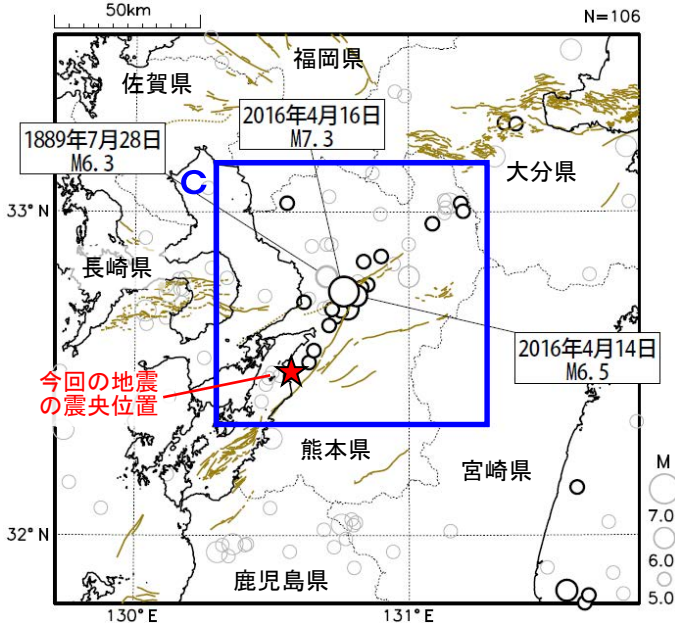 50km
N=106
福岡県
佐賀県
2016年4月16日
M7.3
1889年7月28日
M6.3
大分県
C
33°N
長崎県
2016年4月14日
M6.5
今回の地震
の震央位置
熊本県
宮崎県
M
7.0
6.0
5.0
32°N
鹿児島県
130°E
131°E